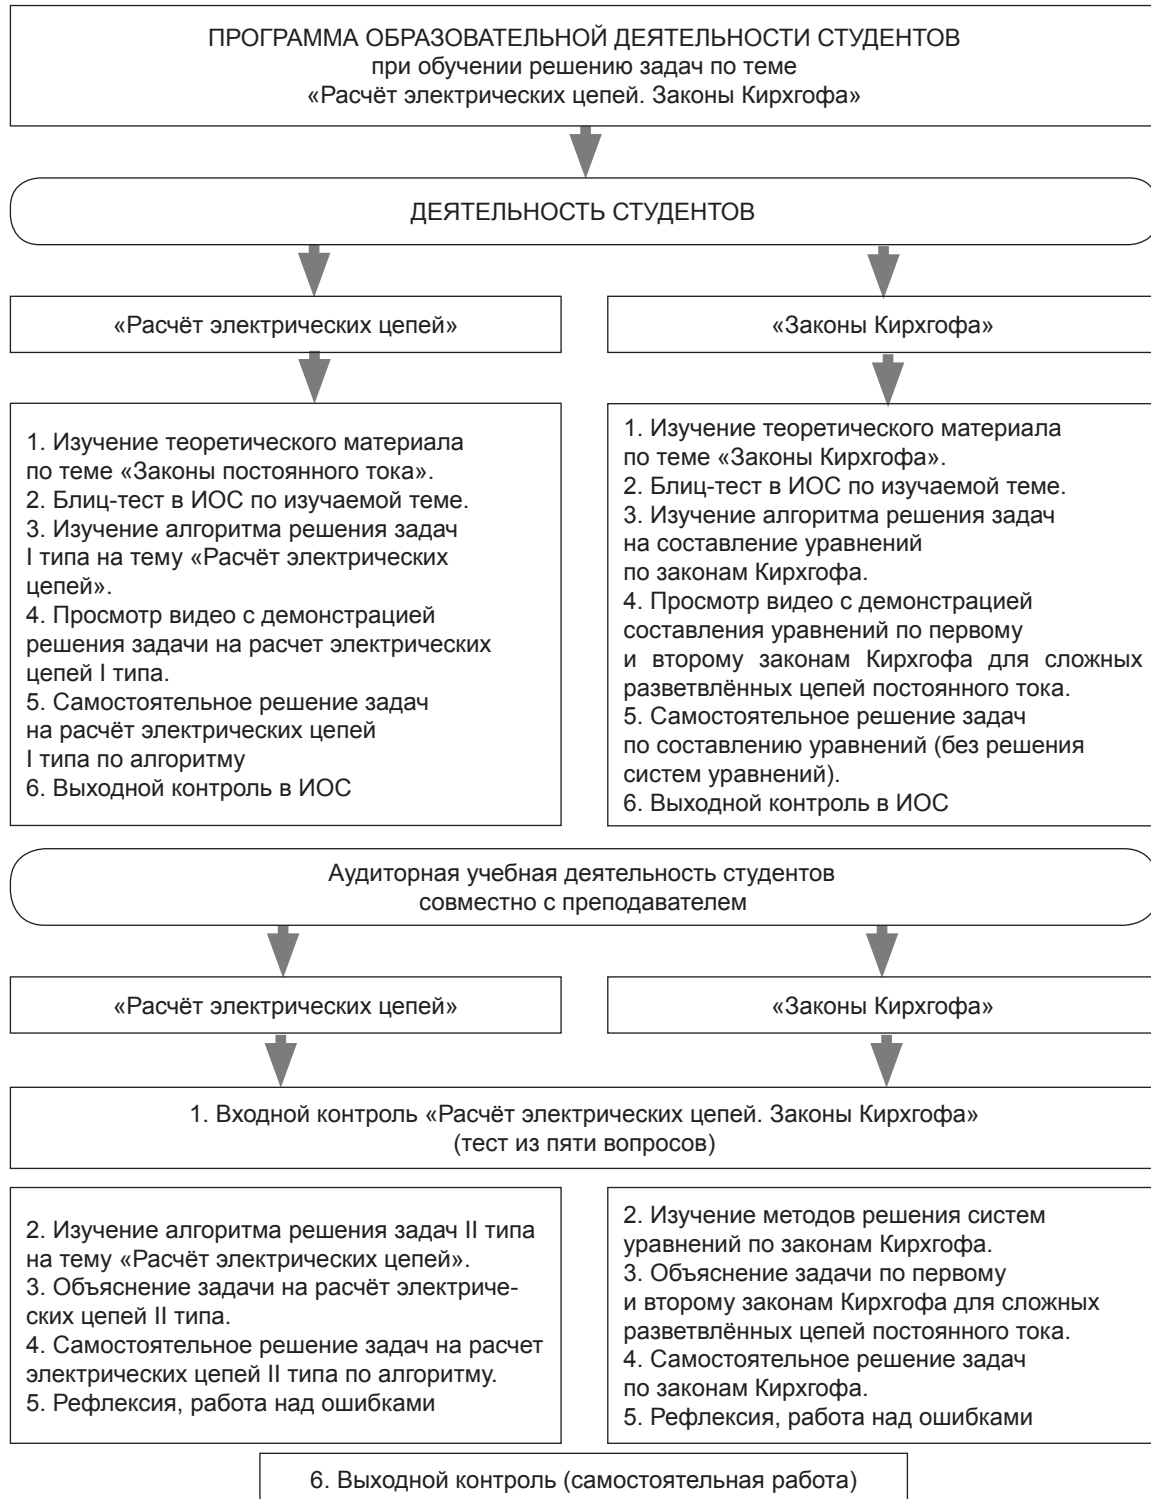 ПРОГРАММА ОБРАЗОВАТЕЛЬНОЙ ДЕЯТЕЛЬНОСТИ СТУДЕНТОВ
при обучении решению задач по теме
«Расчёт электрических цепей. Законы Кирхгофа»
ДЕЯТЕЛЬНОСТЬ СТУДЕНТОВ
«Расчёт электрических цепей»
«Законы Кирхгофа»
1. Изучение теоретического материала
по теме «Законы постоянного тока».
2. Блиц-тест в ИОС по изучаемой теме.
3. Изучение алгоритма решения задач
I типа на тему «Расчёт электрических
цепей».
4. Просмотр видео с демонстрацией
решения задачи на расчет электрических
цепей I типа.
5. Самостоятельное решение задач
на расчёт электрических цепей
I типа по алгоритму
6. Выходной контроль в ИОС
1. Изучение теоретического материала
по теме «Законы Кирхгофа».
2. Блиц-тест в ИОС по изучаемой теме.
3. Изучение алгоритма решения задач
на составление уравнений
по законам Кирхгофа.
4. Просмотр видео с демонстрацией
составления уравнений по первому
и второму законам Кирхгофа для сложных
разветвлённых цепей постоянного тока.
5. Самостоятельное решение задач
по составлению уравнений (без решения
систем уравнений).
6. Выходной контроль в ИОС
Аудиторная учебная деятельность студентов
совместно с преподавателем
«Расчёт электрических цепей»
«Законы Кирхгофа»
1. Входной контроль «Расчёт электрических цепей. Законы Кирхгофа»
(тест из пяти вопросов)
2. Изучение алгоритма решения задач II типа
на тему «Расчёт электрических цепей».
3. Объяснение задачи на расчёт электриче-
ских цепей II типа.
4. Самостоятельное решение задач на расчет
электрических цепей II типа по алгоритму.
5. Рефлексия, работа над ошибками
2. Изучение методов решения систем
уравнений по законам Кирхгофа.
3. Объяснение задачи по первому
и второму законам Кирхгофа для сложных
разветвлённых цепей постоянного тока.
4. Самостоятельное решение задач
по законам Кирхгофа.
5. Рефлексия, работа над ошибками
6. Выходной контроль (самостоятельная работа)